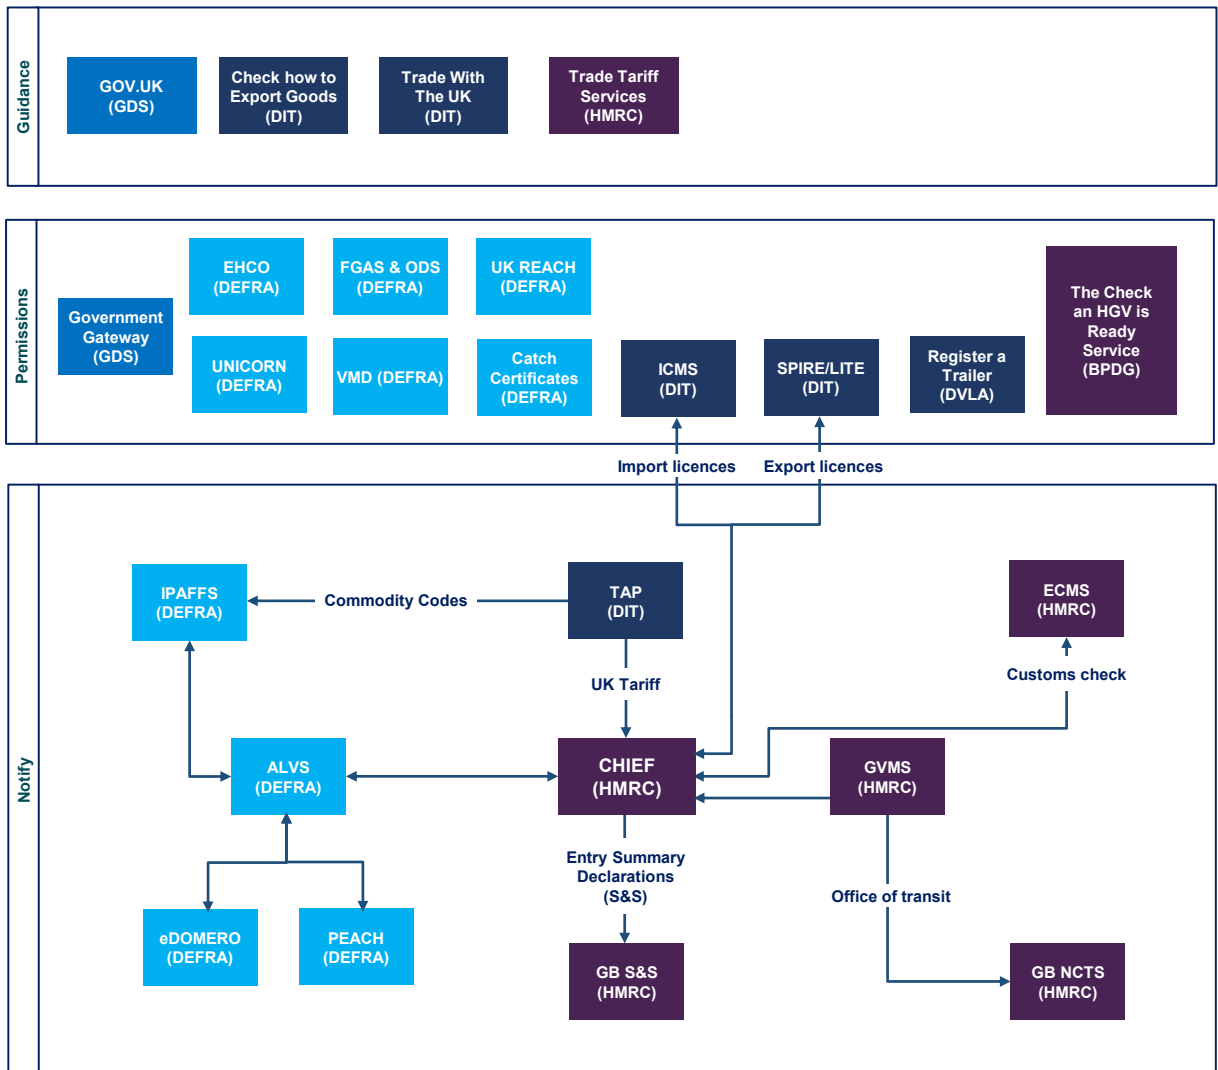 Guidance
GOV.UK
(GDS)
Check how to
Export Goods
(DIT)
Trade With
The UK
(DIT)
Trade Tariff
Services
(HMRC)
Permissions
Government
Gateway
(GDS)
EHCO
(DEFRA)
FGAS & ODS
(DEFRA)
UK REACH
(DEFRA)
UNICORN
(DEFRA)
VMD (DEFRA)
Catch
Certificates
(DEFRA)
ICMS
(DIT)
SPIRE/LITE
(DIT)
Register a
Trailer
(DVLA)
The Check
an HGV is
Ready
Service
(BPDG)
Import licences
Export licences
Notify
IPAFFS
(DEFRA)
Commodity Codes
TAP
(DIT)
ECMS
(HMRC)
UK Tariff
Customs check
ALVS
(DEFRA)
CHIEF
(HMRC)
GVMS
(HMRC)
Entry Summary
Declarations
(S&S)
Office of transit
eDOMERO
(DEFRA)
PEACH
(DEFRA)
GB S&S
(HMRC)
GB NCTS
(HMRC)